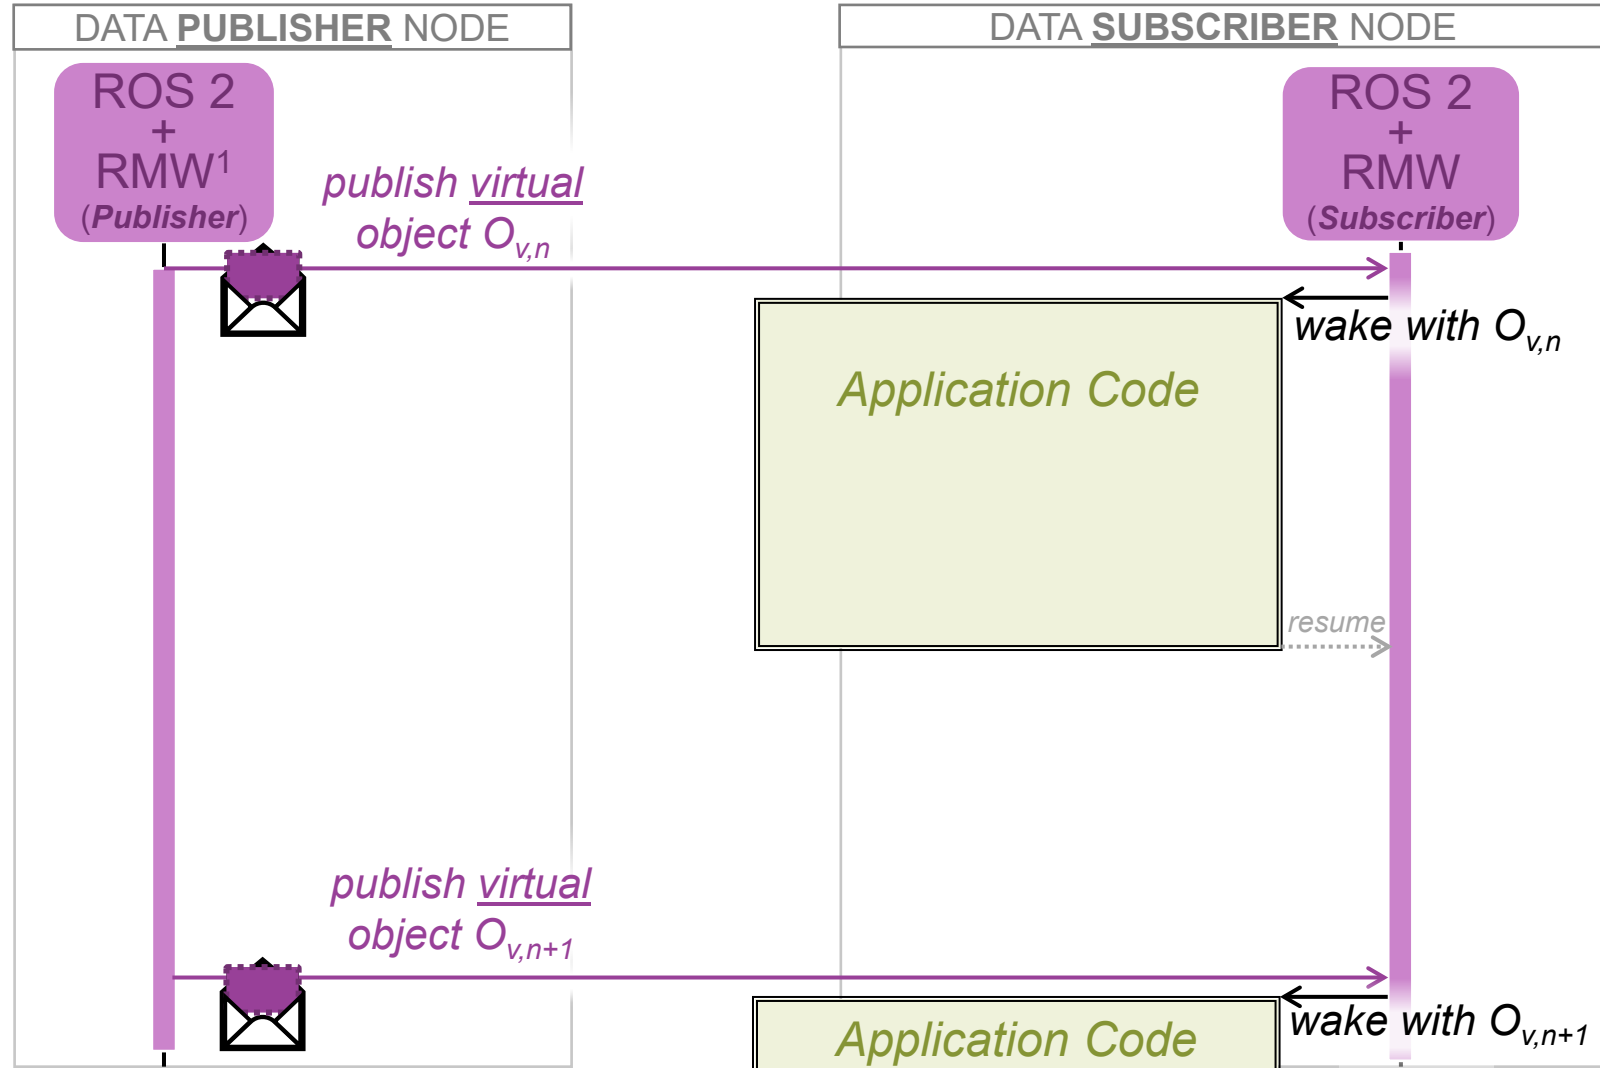 DATA PUBLISHER NODE
DATA SUBSCRIBER NODE
ROS 2
+
RMW¹
(Publisher)
ROS 2
+
RMW
(Subscriber)
publish virtual
object Ov,n
wake with Ov,n
Application Code
resume
publish virtual
object Ov,n+1
wake with Ov,n+1
Application Code